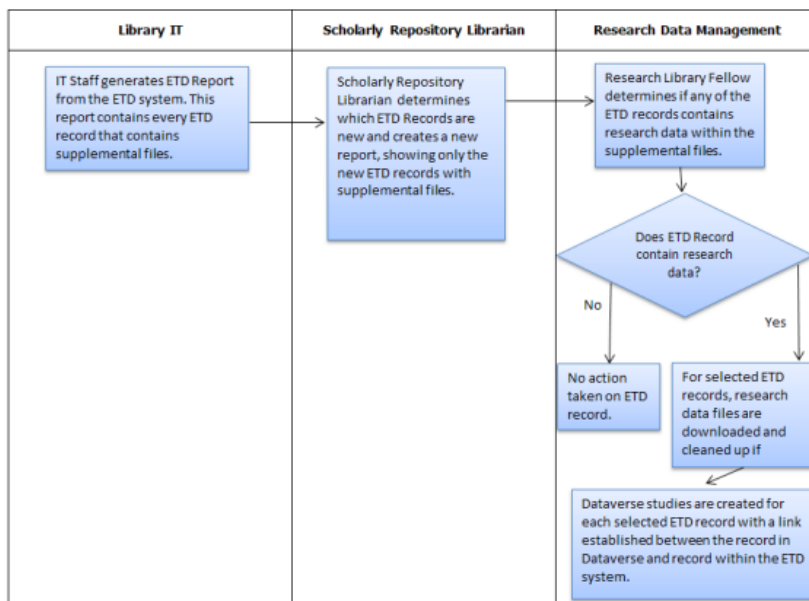 Library IT
Scholarly Repository Librarian
Research Data Management
IT Staff generates ETD Report
from the ETD system. This
report contains every ETD
record that contains
supplemental files.
Scholarly Repository
Librarian determines
which ETD Records are
new and creates a new
report, showing only the
new ETD records with
supplemental files.
Research Library Fellow
determines if any of the
ETD records contains
research data within the
supplemental files.
Does ETD Record
contain research
data?
No
Yes
No action
taken on ETD
record.
For selected ETD
records, research
data files are
downloaded and
cleaned up if
Dataverse studies are created for
each selected ETD record with a link
established between the record in
Dataverse and record within the ETD
system.